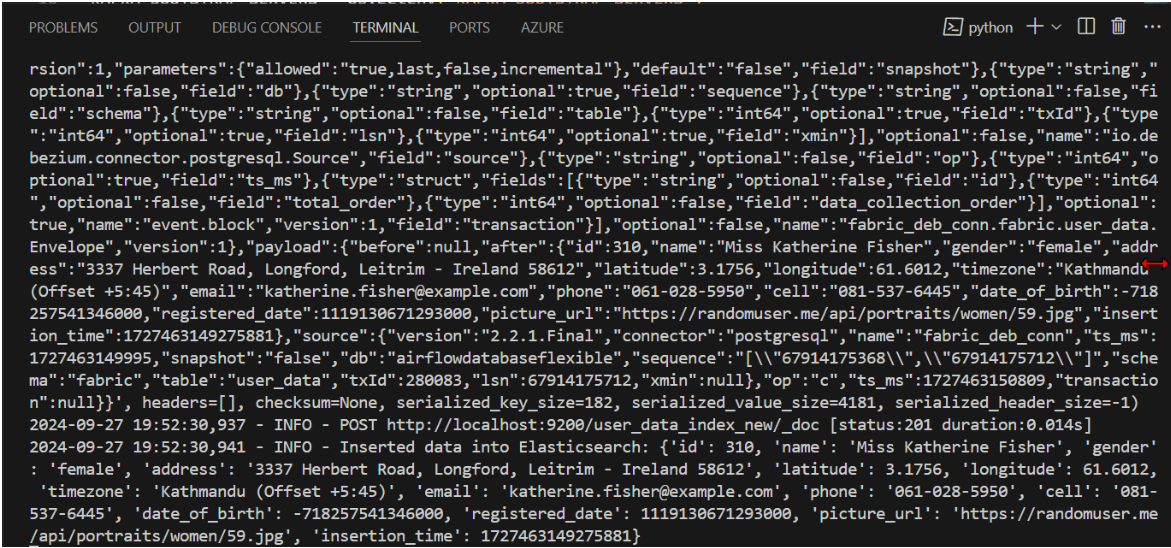 PROBLEMS OUTPUT DEBUG CONSOLE TERMINAL PORTS AZURE python
rsion":1,"parameters":{"allowed":"true,last,false,incremental"},"default":"false","field":"snapshot"},{"type":"string","
optional":false,"field":"db"},{"type":"string","optional":true,"field":"sequence"},{"type":"string","optional":false,"fi
eld":"schema"},{"type":"string","optional":false,"field":"table"},{"type":"int64","optional":true,"field":"txId"},{"type
":"int64","optional":true,"field":"lsn"},{"type":"int64","optional":true,"field":"xmin"}],"optional":false,"name":"io.de
bezium.connector.postgresql.Source","field":"source"},{"type":"string","optional":false,"field":"op"},{"type":"int64","o
ptional":true,"field":"ts_ms"},{"type":"struct","fields":[{"type":"string","optional":false,"field":"id"},{"type":"int64
","optional":false,"field":"total_order"},{"type":"int64","optional":false,"field":"data_collection_order"}],"optional":
true,"name":"event.block","version":1,"field":"transaction"}],"optional":false,"name":"fabric_deb_conn.fabric.user_data.
Envelope","version":1},"payload":{"before":null,"after":{"id":310,"name":"Miss Katherine Fisher","gender":"female","addr
ess":"3337 Herbert Road, Longford, Leitrim - Ireland 58612","latitude":3.1756,"longitude":61.6012,"timezone":"Kathmandu
(Offset +5:45)","email":"katherine.fisher@example.com","phone":"061-028-5950","cell":"081-537-6445","date_of_birth":-718
257541346000,"registered_date":1119130671293000,"picture_url":"https://randomuser.me/api/portraits/women/59.jpg","insert
ion_time":1727463149275881},"source":{"version":"2.2.1.Final","connector":"postgresql","name":"fabric_deb_conn","ts_ms":
1727463149995,"snapshot":"false","db":"airflowdatabaseflexible","sequence":"[\\"67914175368\\",\\"67914175712\\"]","sche
ma":"fabric","table":"user_data","txId":280083,"lsn":67914175712,"xmin":null},"op":"c","ts_ms":1727463150809,"transactio
n":null}}', headers=[], checksum=None, serialized_key_size=182, serialized_value_size=4181, serialized_header_size=-1)
2024-09-27 19:52:30,937 - INFO - POST http://localhost:9200/user_data_index_new/_doc [status:201 duration:0.014s]
2024-09-27 19:52:30,941 - INFO - Inserted data into Elasticsearch: {'id': 310, 'name': 'Miss Katherine Fisher', 'gender'
: 'female', 'address': '3337 Herbert Road, Longford, Leitrim - Ireland 58612', 'latitude': 3.1756, 'longitude': 61.6012,
'timezone': 'Kathmandu (Offset +5:45)', 'email': 'katherine.fisher@example.com', 'phone': '061-028-5950', 'cell': '081-
537-6445', 'date_of_birth': -718257541346000, 'registered_date': 1119130671293000, 'picture_url': 'https://randomuser.me
/api/portraits/women/59.jpg', 'insertion_time': 1727463149275881}